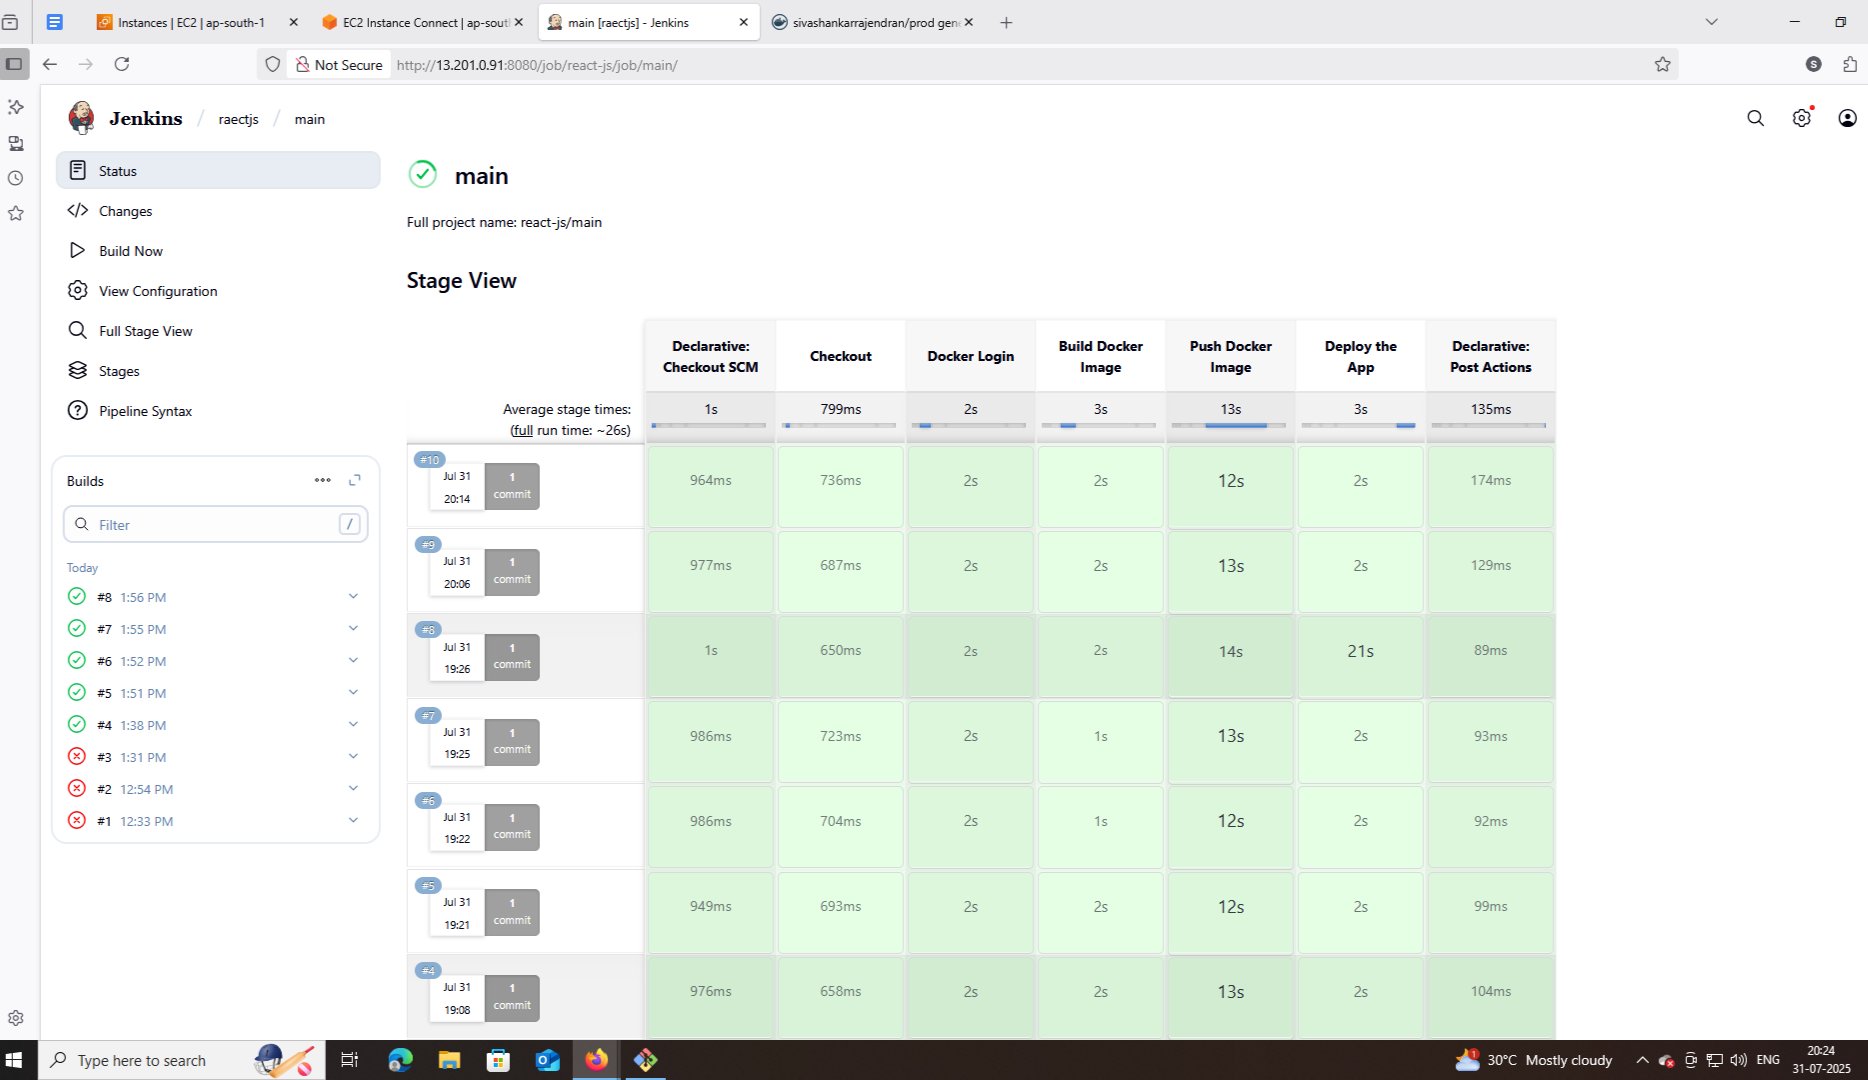 Instances | EC2 | ap-south-1
EC2 Instance Connect | ap-sout
main [raectjs] - Jenkins
sivashankarrajendran/prod gen
Not Secure
http://13.201.0.91:8080/job/react-js/job/main/
S
Jenkins / raectjs / main
Status
Changes
Build Now
View Configuration
Full Stage View
Stages
Pipeline Syntax
Builds
Filter
/
Today
#8 1:56 PM
#7 1:55 PM
#6 1:52 PM
#5 1:51 PM
#4 1:38 PM
#3 1:31 PM
#2 12:54 PM
#1 12:33 PM
main
Full project name: react-js/main
Stage View
Declarative: Checkout SCM
Checkout
Docker Login
Build Docker Image
Push Docker Image
Deploy the App
Declarative: Post Actions
Average stage times:
(full run time: ~26s)
1s 799ms 2s 3s 13s 3s 135ms
#10
Jul 31
20:14
1
commit
964ms 736ms 2s 2s 12s 2s 174ms
#9
Jul 31
20:06
1
commit
977ms 687ms 2s 2s 13s 2s 129ms
#8
Jul 31
19:26
1
commit
1s 650ms 2s 2s 14s 21s 89ms
#7
Jul 31
19:25
1
commit
986ms 723ms 2s 1s 13s 2s 93ms
#6
Jul 31
19:22
1
commit
986ms 704ms 2s 1s 12s 2s 92ms
#5
Jul 31
19:21
1
commit
949ms 693ms 2s 2s 12s 2s 99ms
#4
Jul 31
19:08
1
commit
976ms 658ms 2s 2s 13s 2s 104ms
Type here to search
1
30°C Mostly cloudy
ENG
20:24
31-07-2025